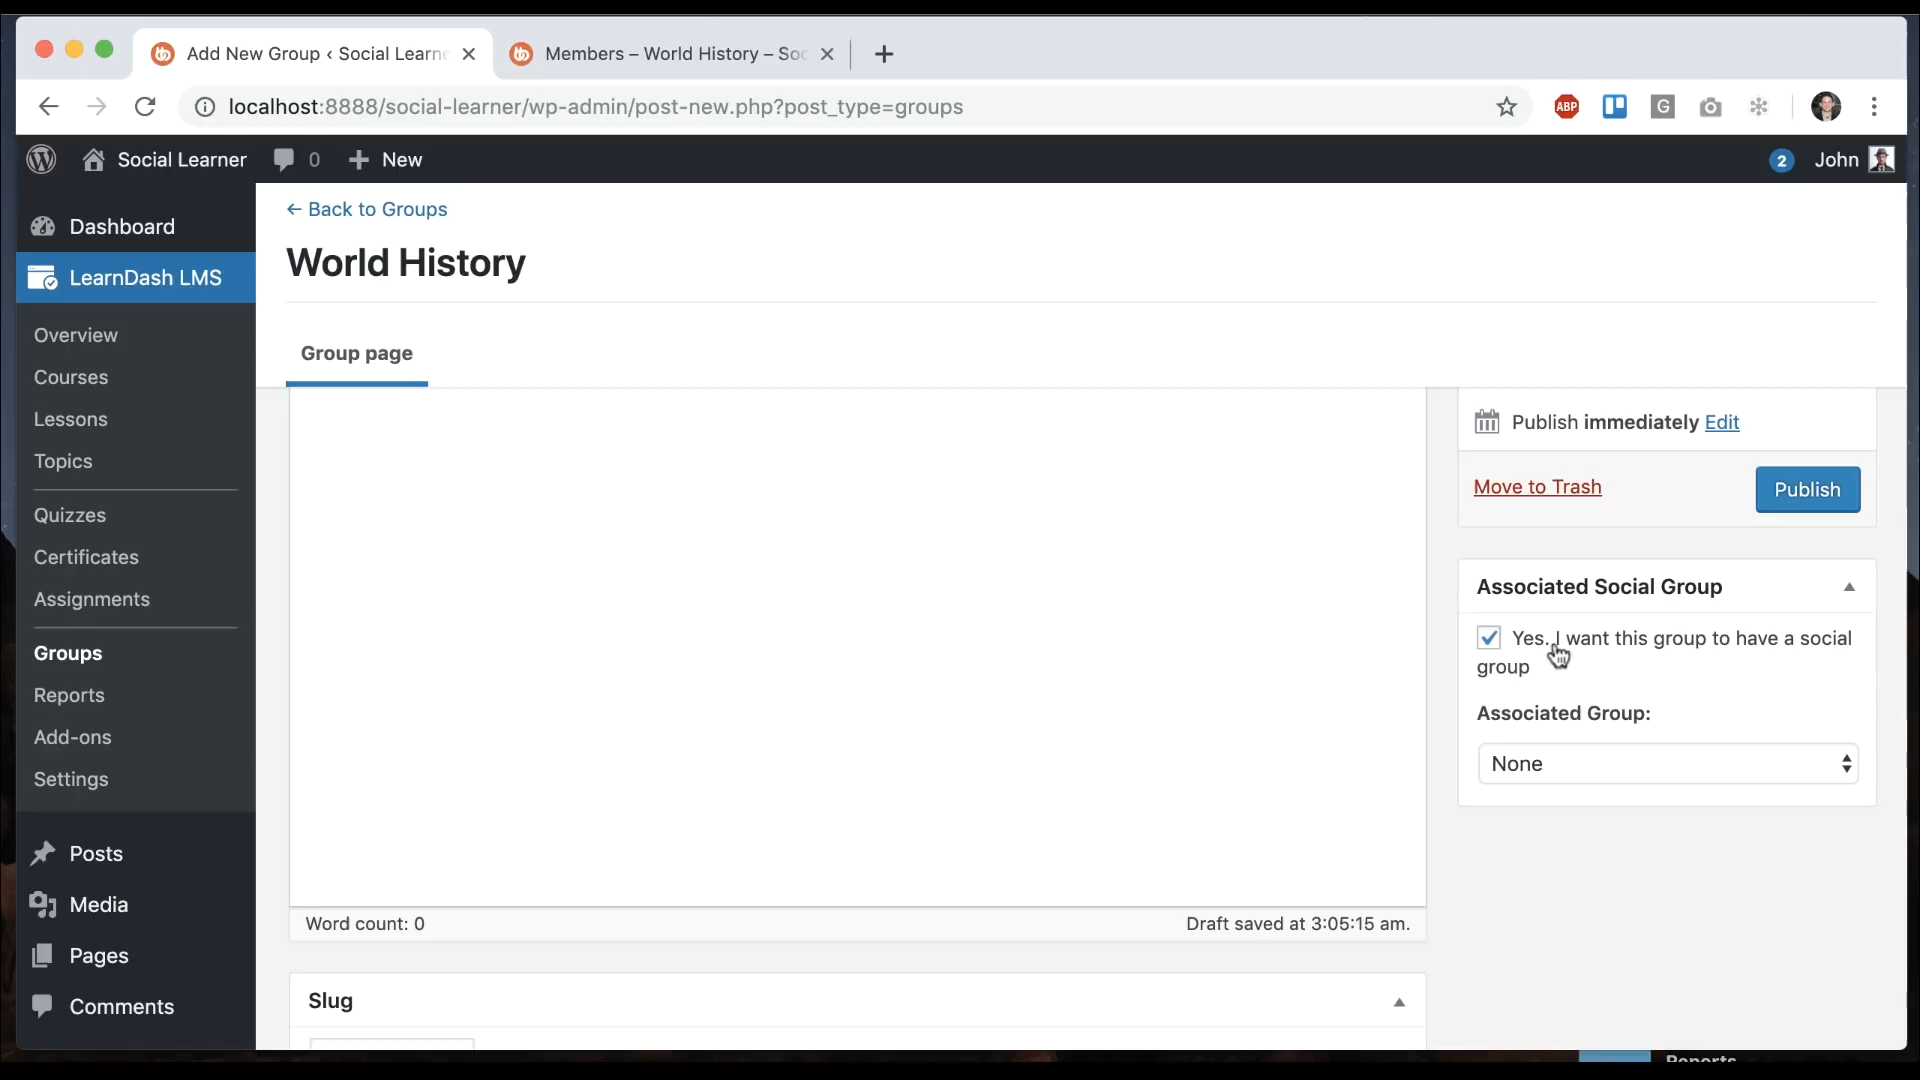 Add New Group ‹ Social Learne
Members – World History – Soc
localhost:8888/social-learner/wp-admin/post-new.php?post_type=groups
ABP
G
Social Learner
0
New
2
John
Dashboard
LearnDash LMS
Overview
Courses
Lessons
Topics
Quizzes
Certificates
Assignments
Groups
Reports
Add-ons
Settings
Posts
Media
Pages
Comments
← Back to Groups
World History
Group page
Word count: 0
Draft saved at 3:05:15 am.
Slug
Publish immediately Edit
Move to Trash
Publish
Associated Social Group
Yes. I want this group to have a social
group
Associated Group:
None
Reports